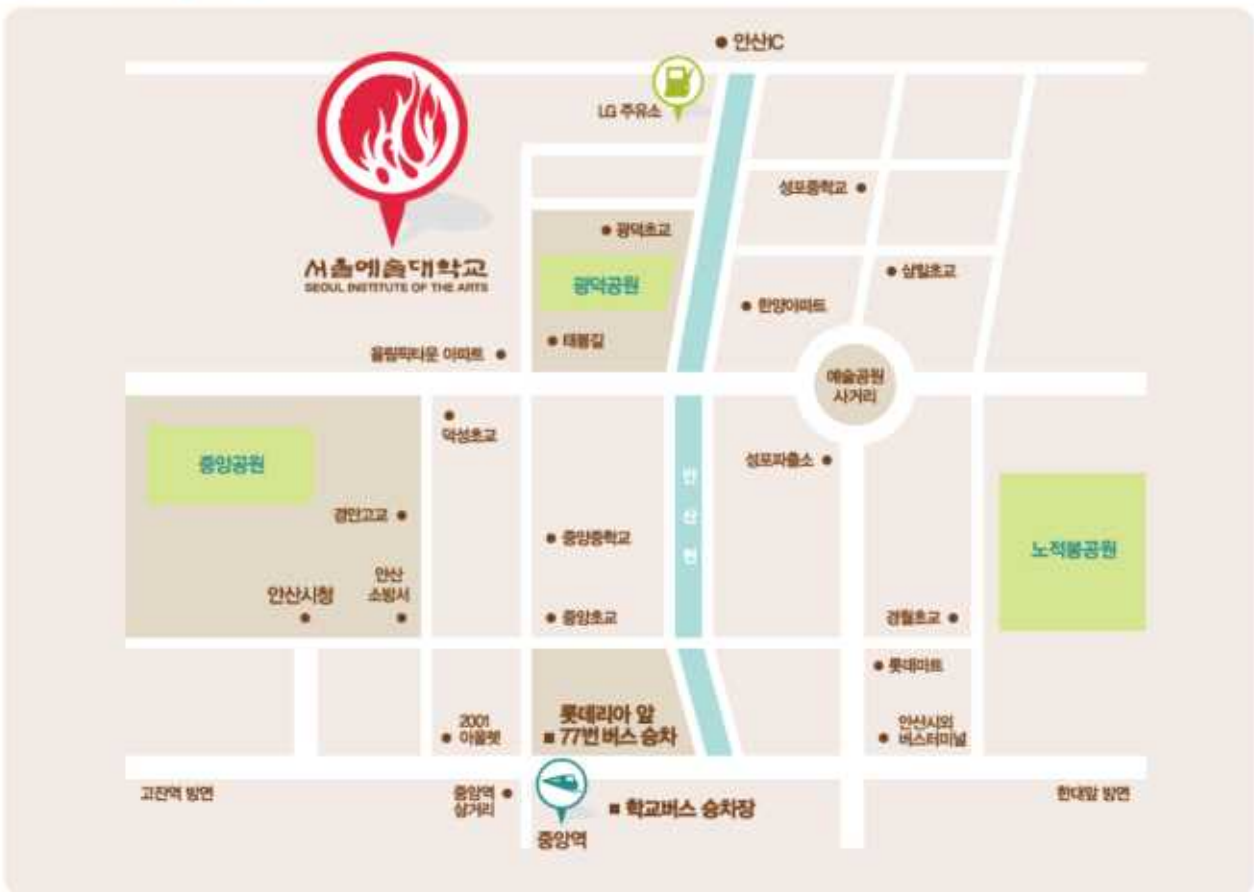 안산IC
LG 주유소
성포중학교
광덕초교
서울예술대학교
SEOUL INSTITUTE OF THE ARTS
삼일초교
광덕공원
한양아파트
태봉길
올림픽타운 아파트
예술공원
사거리
덕성초교
중앙공원
성포파출소
안
산
천
경안고교
중앙중학교
노적봉공원
안산시청
안산
소방서
중앙초교
경월초교
롯데마트
2001
아울렛
롯데리아 앞
77번 버스 승차
안산시외
버스터미널
고잔역 방면
중앙역
삼거리
학교버스 승차장
한대앞 방면
중앙역